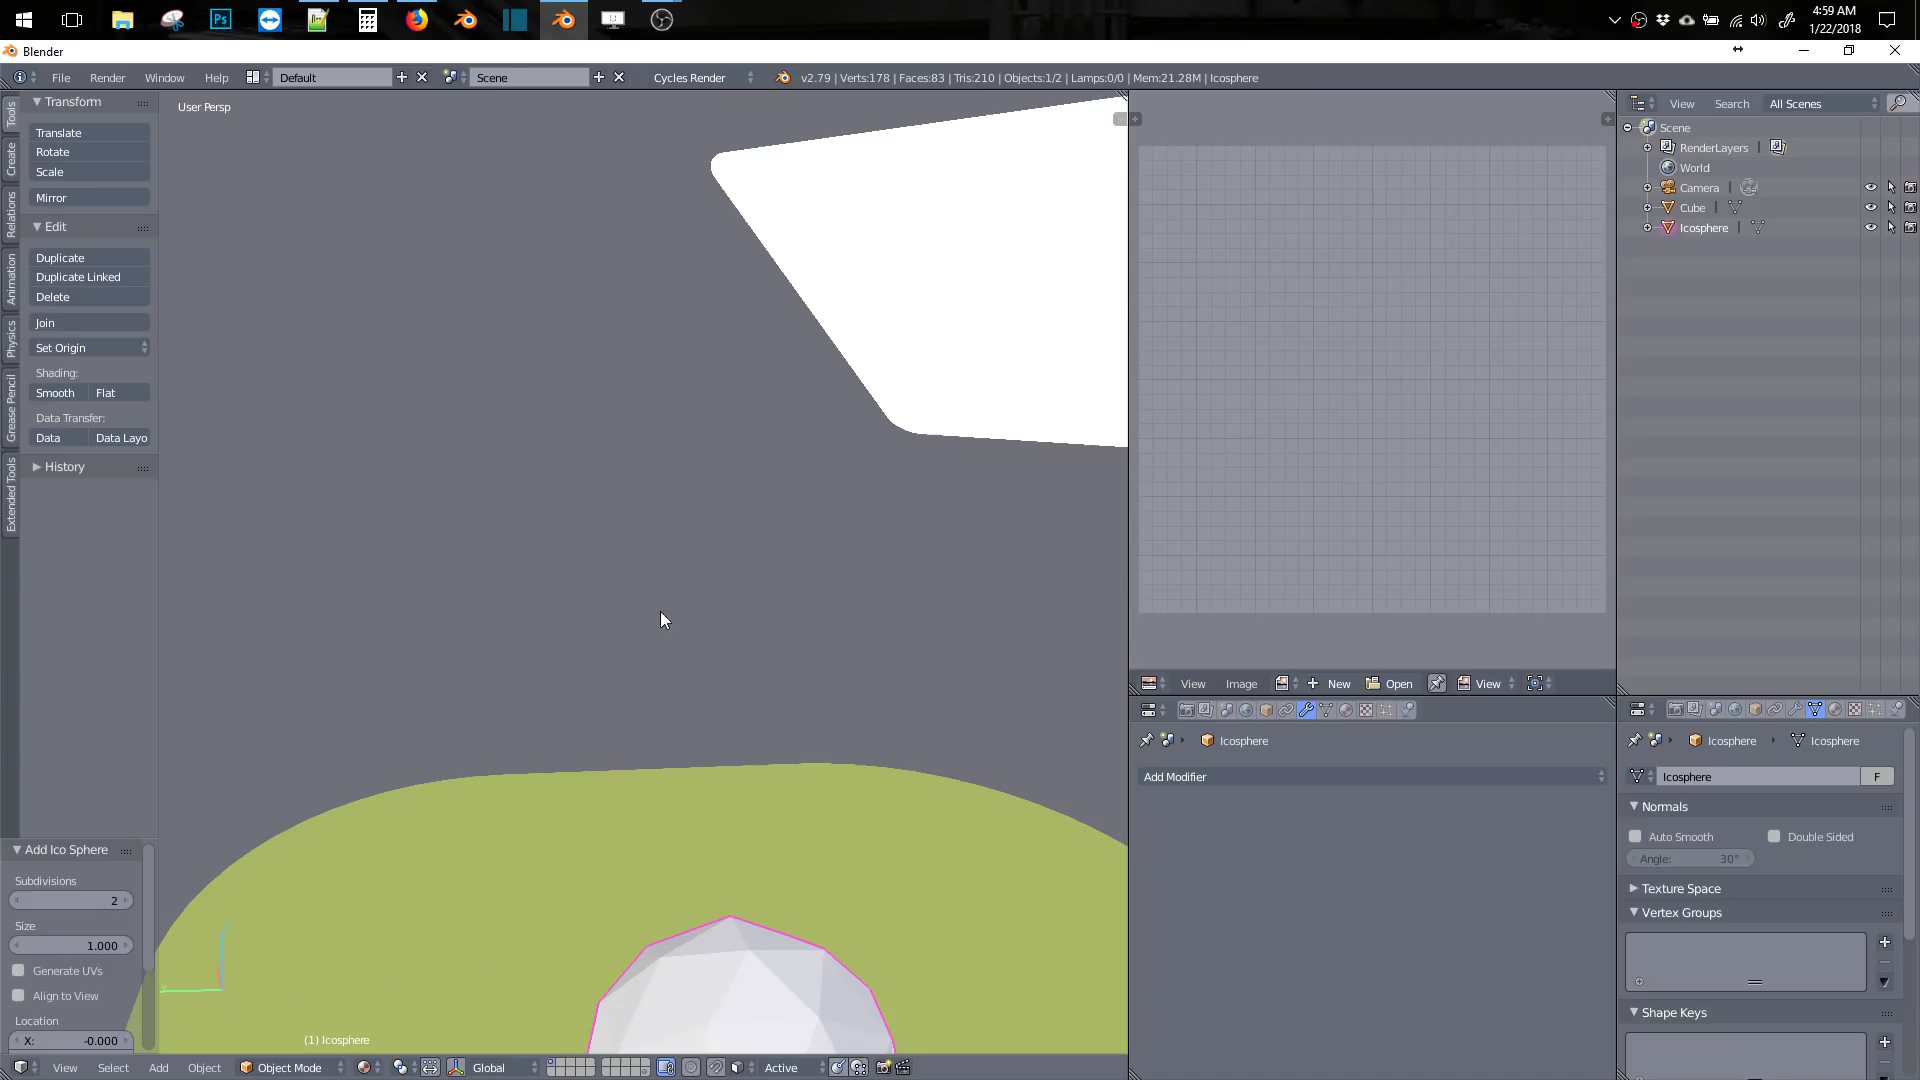 4:59 AM
1/22/2018
Blender
File Render Window Help Default Scene Cycles Render v2.79 | Verts:178 | Faces:83 | Tris:210 | Objects:1/2 | Lamps:0/0 | Mem:21.28M | Icosphere
Tools
Create
Relations
Animation
Physics
Grease Pencil
Extended Tools
Transform
Translate
Rotate
Scale
Mirror
Edit
Duplicate
Duplicate Linked
Delete
Join
Set Origin
Shading:
Smooth Flat
Data Transfer:
Data Data Layo
History
Add Ico Sphere
Subdivisions
2
Size
1.000
Generate UVs
Align to View
Location
X: -0.000
User Persp
(1) Icosphere
View Select Add Object Object Mode Global Active
View Image New Open View
Icosphere
Add Modifier
View Search All Scenes
Scene
RenderLayers
World
Camera
Cube
Icosphere
Icosphere Icosphere
Icosphere F
Normals
Auto Smooth Double Sided
Angle: 30°
Texture Space
Vertex Groups
Shape Keys